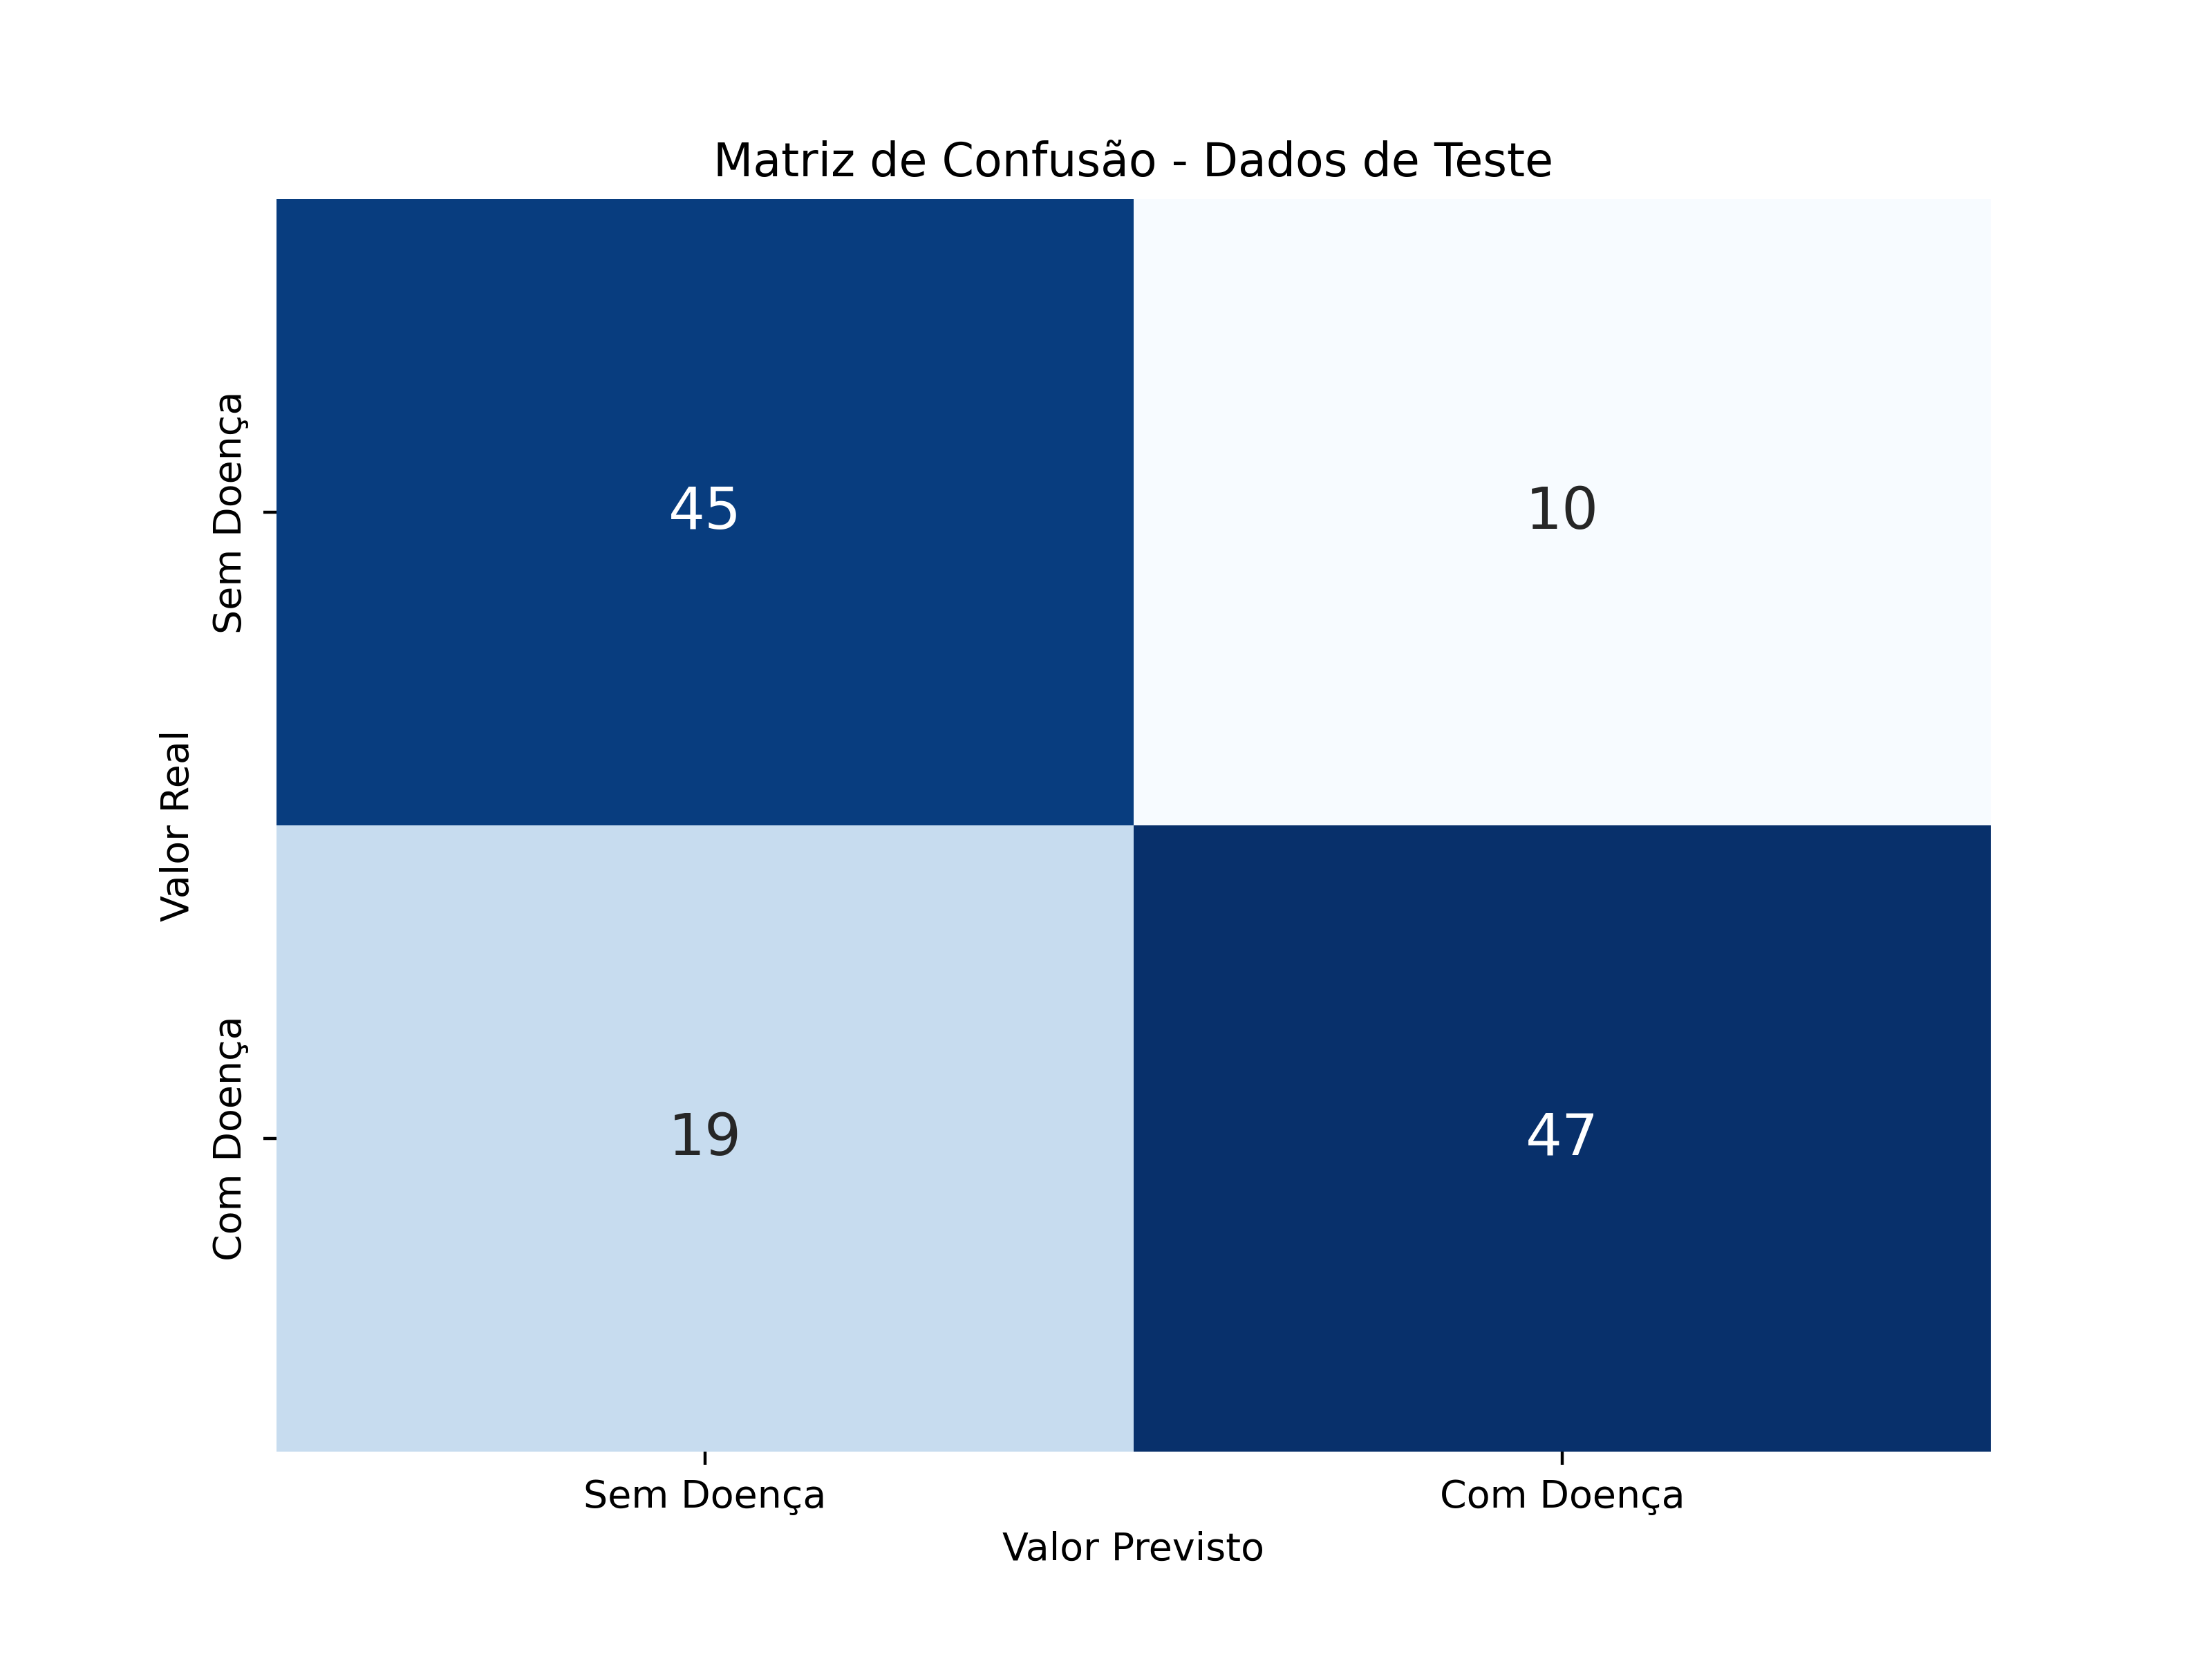 Matriz de Confusão - Dados de Teste
Valor Real
Sem Doença
45
10
Com Doença
19
47
Sem Doença
Com Doença
Valor Previsto